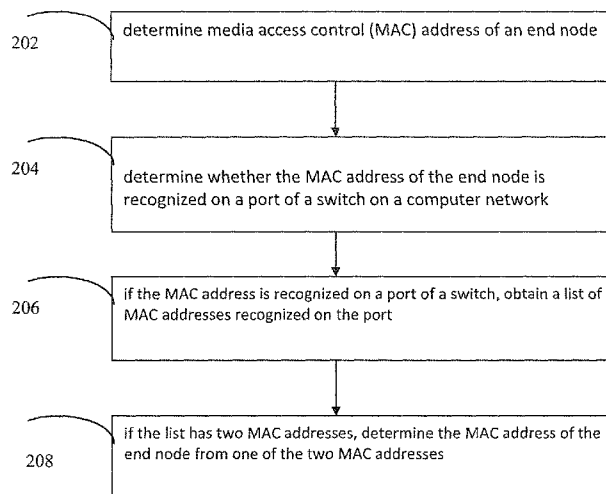 202
determine media access control (MAC) address of an end node
204
determine whether the MAC address of the end node is
recognized on a port of a switch on a computer network
206
if the MAC address is recognized on a port of a switch, obtain a list of
MAC addresses recognized on the port
208
if the list has two MAC addresses, determine the MAC address of the
end node from one of the two MAC addresses